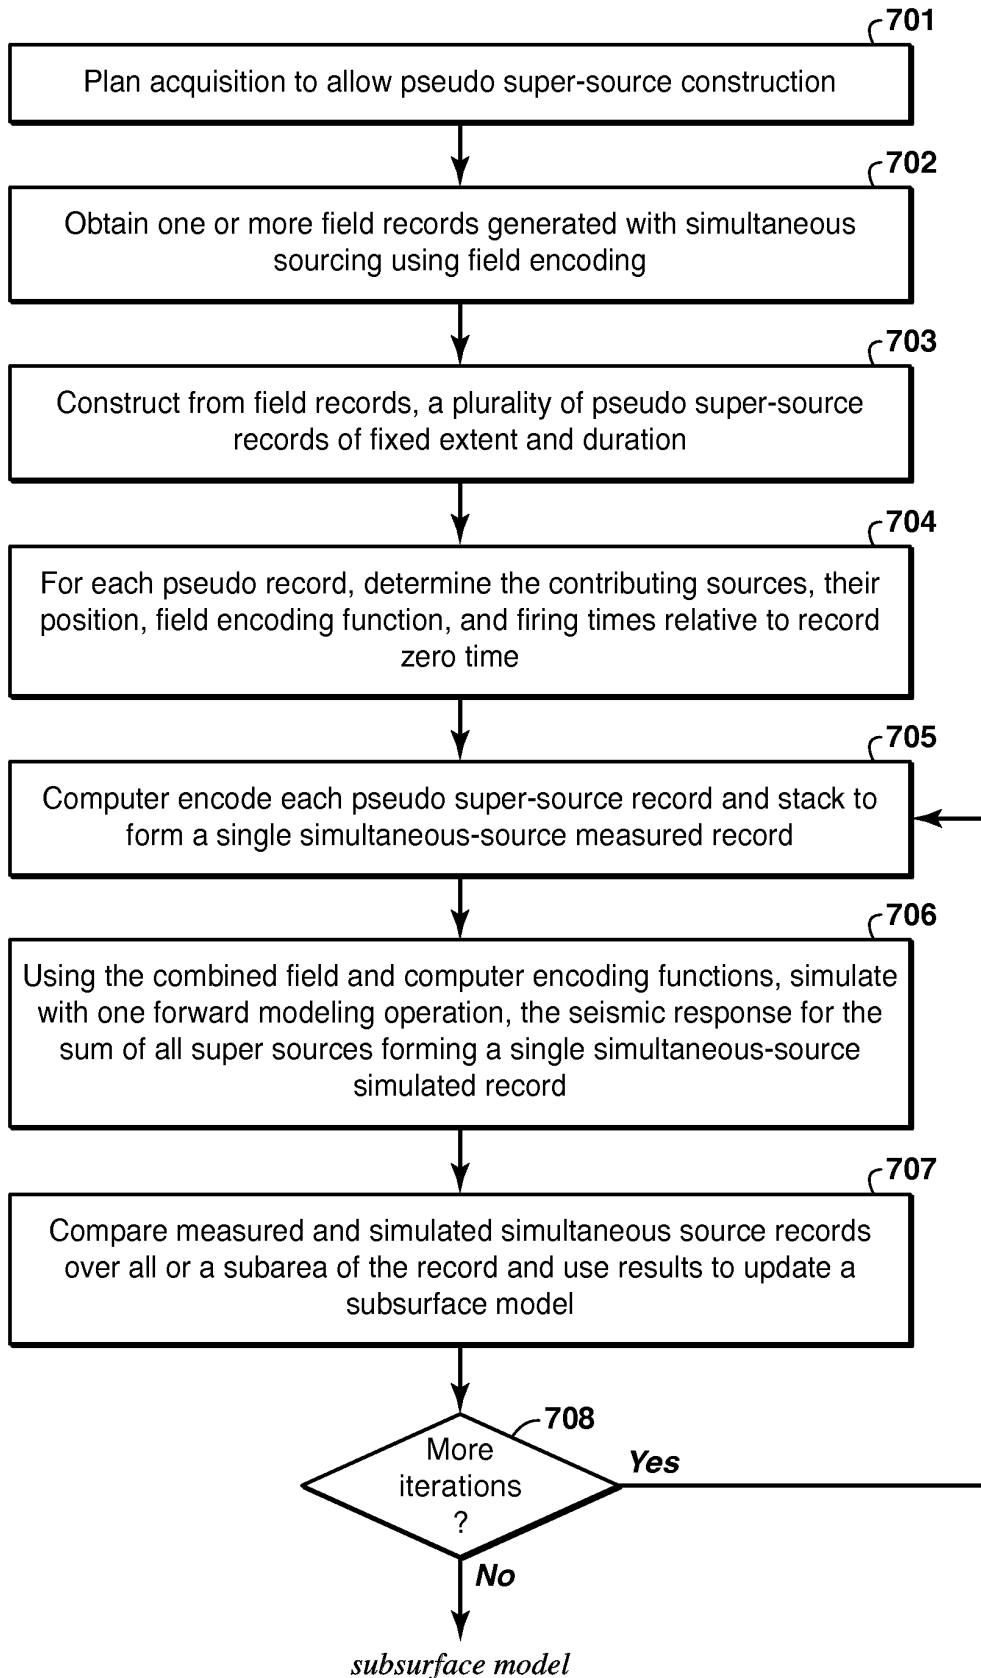 701
Plan acquisition to allow pseudo super-source construction
702
Obtain one or more field records generated with simultaneous
sourcing using field encoding
703
Construct from field records, a plurality of pseudo super-source
records of fixed extent and duration
704
For each pseudo record, determine the contributing sources, their
position, field encoding function, and firing times relative to record
zero time
705
Computer encode each pseudo super-source record and stack to
form a single simultaneous-source measured record
706
Using the combined field and computer encoding functions, simulate
with one forward modeling operation, the seismic response for the
sum of all super sources forming a single simultaneous-source
simulated record
707
Compare measured and simulated simultaneous source records
over all or a subarea of the record and use results to update a
subsurface model
708
More
iterations
?
Yes
No
subsurface model